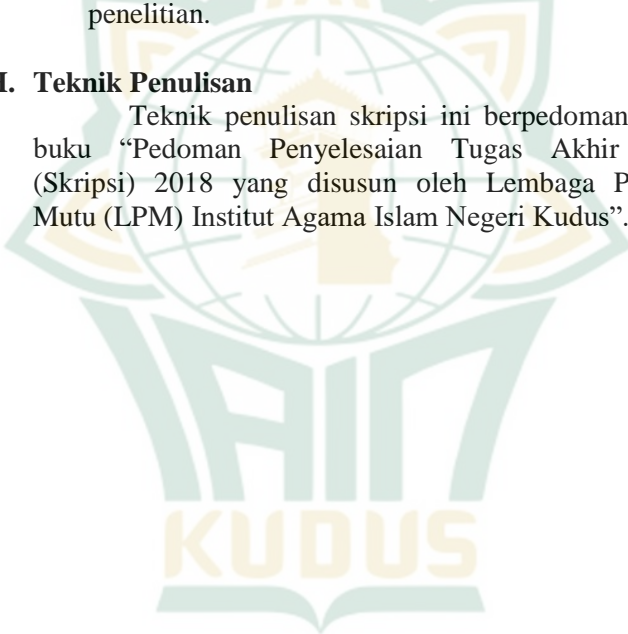 penelitian.
I. Teknik Penulisan
Teknik penulisan skripsi ini berpedoman
buku “Pedoman Penyelesaian Tugas Akhir
(Skripsi) 2018 yang disusun oleh Lembaga P
Mutu (LPM) Institut Agama Islam Negeri Kudus”.
IAIN
KUDUS